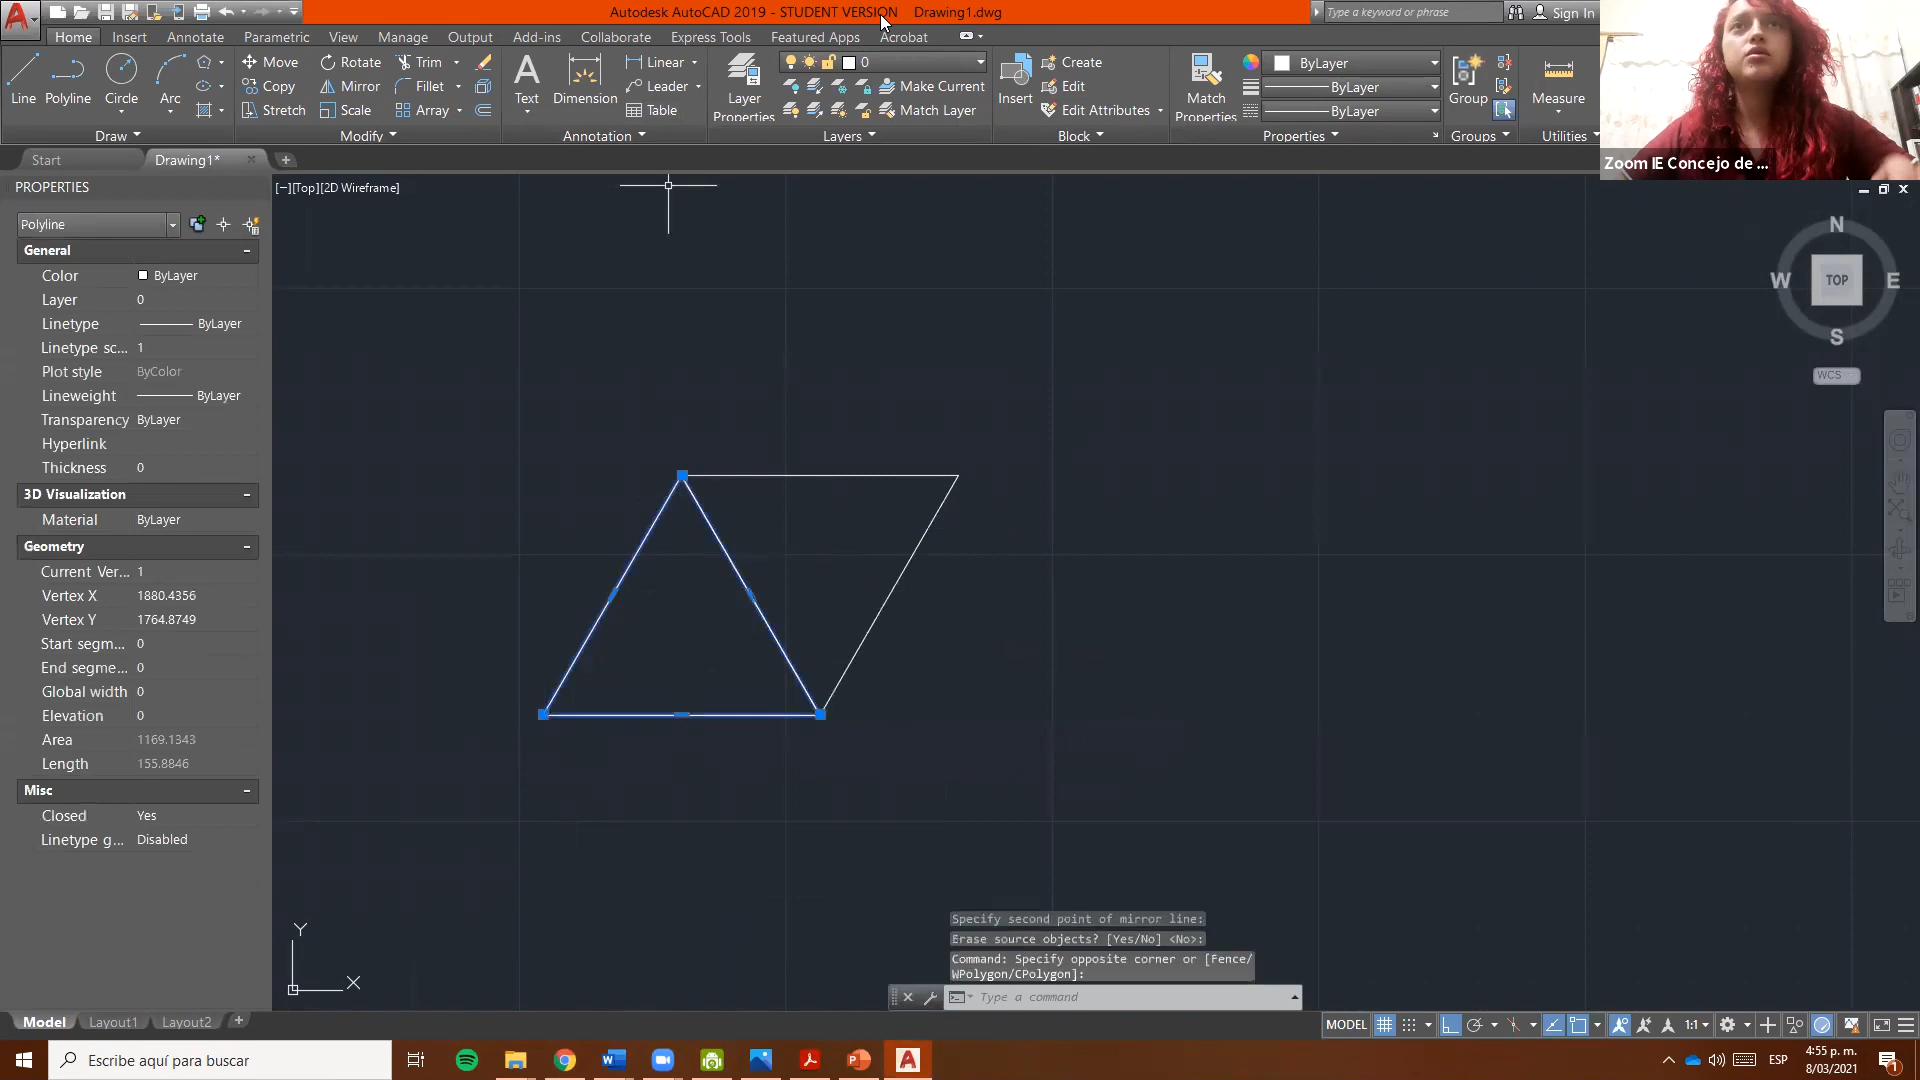 Autodesk AutoCAD 2019 - STUDENT VERSION Drawing1.dwg
Type a keyword or phrase
Sign In
Home Insert Annotate Parametric View Manage Output Add-ins Collaborate Express Tools Featured Apps Acrobat
Line Polyline Circle Arc
Move Rotate Trim
Copy Mirror Fillet
Stretch Scale Array
Text Dimension
Linear
Leader
Table
Layer Properties
0
Make Current
Match Layer
Insert
Create
Edit
Edit Attributes
Match Properties
ByLayer
ByLayer
ByLayer
Group
Measure
Draw Modify Annotation Layers Block Properties Groups Utilities
Zoom IE Concejo de ...
Start Drawing1*
PROPERTIES
[−][Top][2D Wireframe]
Polyline
General
Color ByLayer
Layer 0
Linetype ByLayer
Linetype sc... 1
Plot style ByColor
Lineweight ByLayer
Transparency ByLayer
Hyperlink
Thickness 0
3D Visualization
Material ByLayer
Geometry
Current Ver... 1
Vertex X 1880.4356
Vertex Y 1764.8749
Start segm... 0
End segme... 0
Global width 0
Elevation 0
Area 1169.1343
Length 155.8846
Misc
Closed Yes
Linetype g... Disabled
N
W TOP E
S
WCS
Y
X
Specify second point of mirror line:
Erase source objects? [Yes/No] <No>:
Command: Specify opposite corner or [Fence/
WPolygon/CPolygon]:
Type a command
Model Layout1 Layout2
MODEL
1:1
Escribe aquí para buscar
ESP
4:55 p. m.
8/03/2021
1